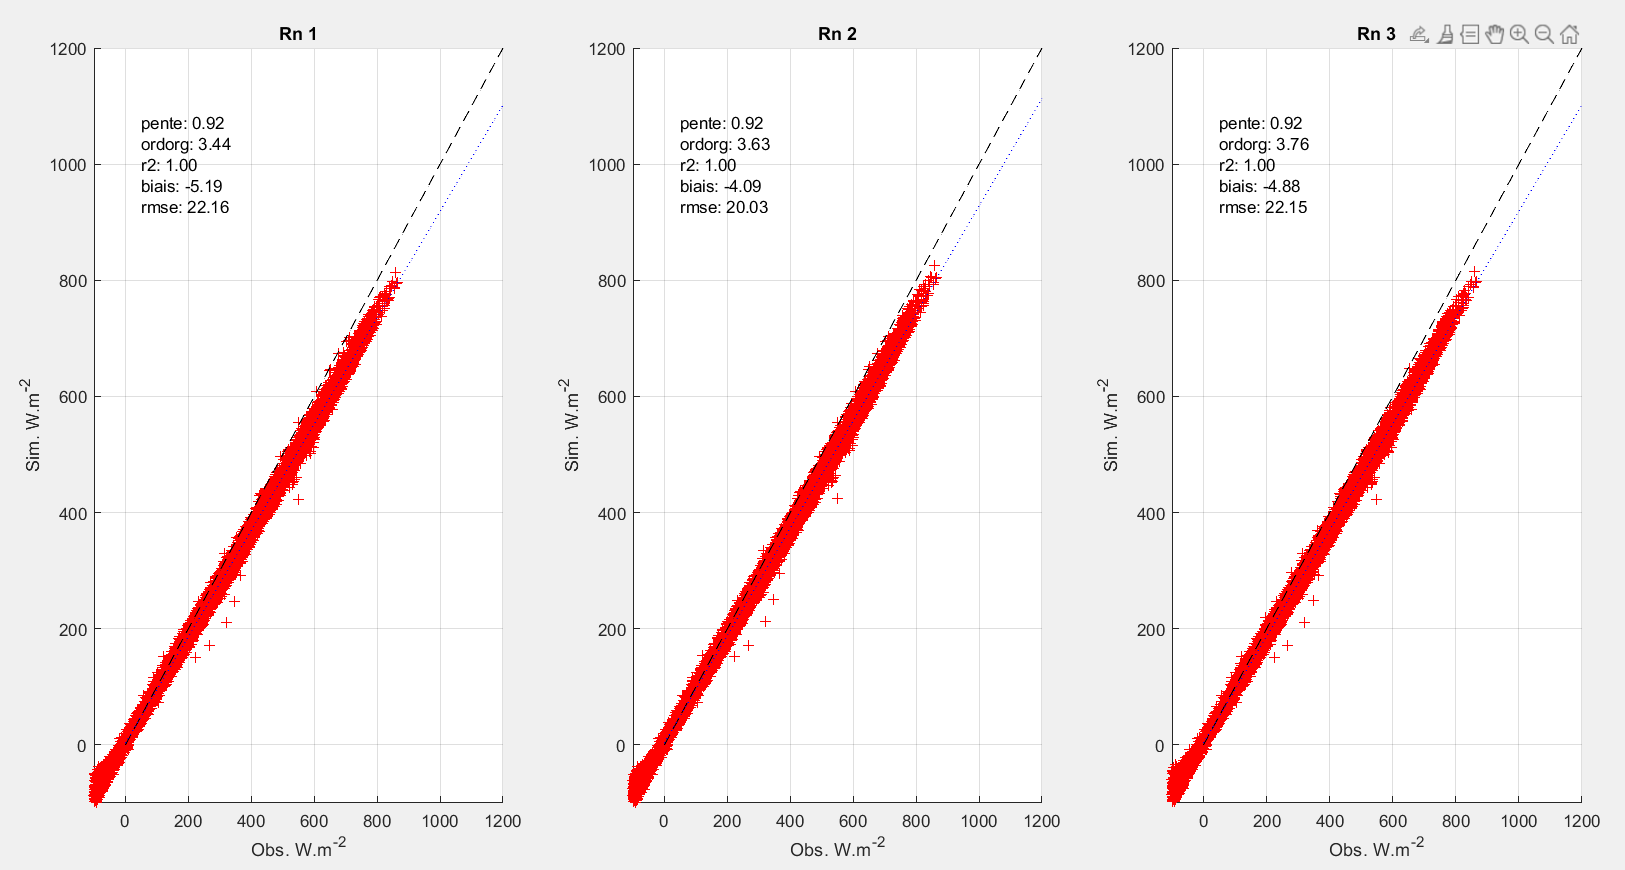 Rn 1
1200
1000
800
600
400
200
0
pente: 0.92
ordorg: 3.44
r2: 1.00
biais: -5.19
rmse: 22.16
Sim. W.m-2
0 200 400 600 800 1000 1200
Obs. W.m-2
Rn 2
1200
1000
800
600
400
200
0
pente: 0.92
ordorg: 3.63
r2: 1.00
biais: -4.09
rmse: 20.03
Sim. W.m-2
0 200 400 600 800 1000 1200
Obs. W.m-2
Rn 3
1200
1000
800
600
400
200
0
pente: 0.92
ordorg: 3.76
r2: 1.00
biais: -4.88
rmse: 22.15
Sim. W.m-2
0 200 400 600 800 1000 1200
Obs. W.m-2